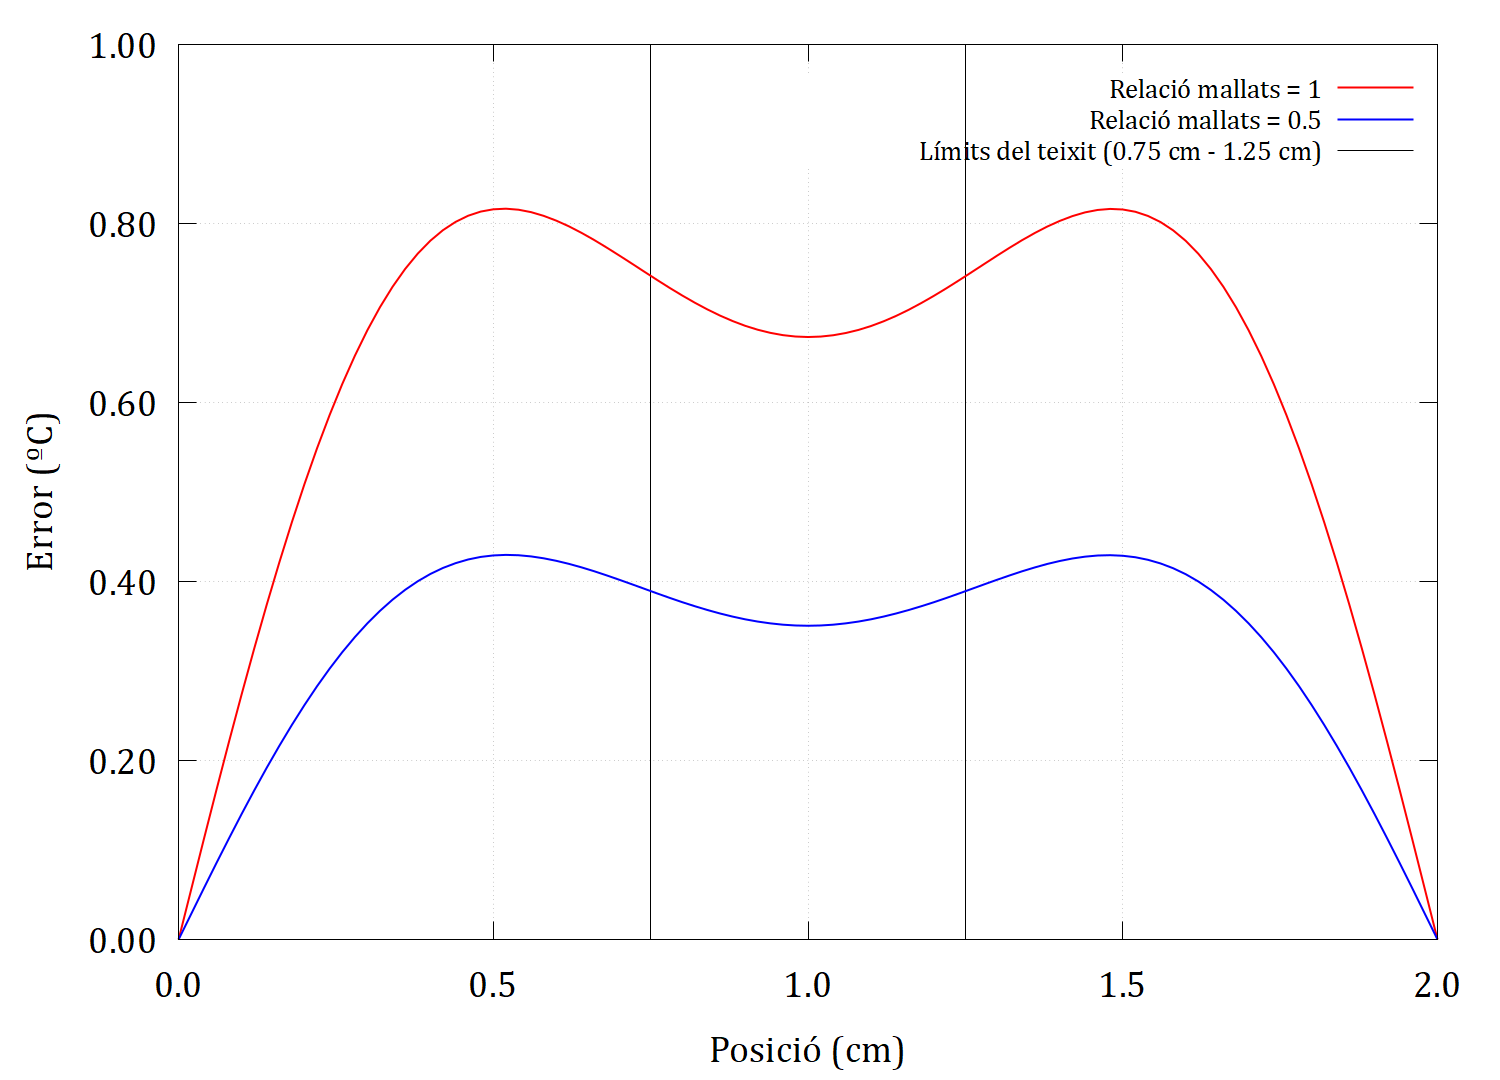 1.00
0.80
0.60
0.40
0.20
0.00
Error (ºC)
Relació mallats = 1
Relació mallats = 0.5
Límits del teixit (0.75 cm - 1.25 cm)
0.0
0.5
1.0
1.5
2.0
Posició (cm)